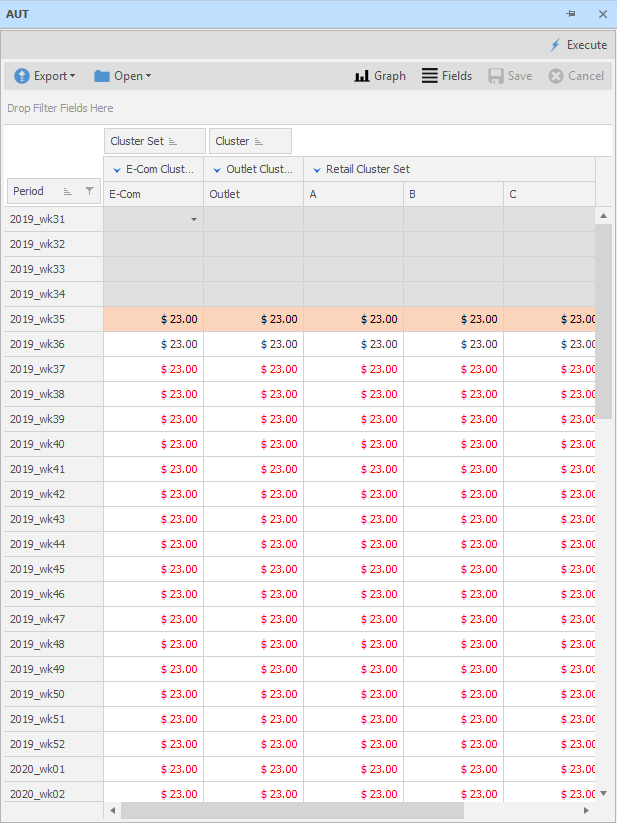 AUT
Execute
Export Open Graph Fields Save Cancel
Drop Filter Fields Here
Cluster Set Cluster
E-Com Clust... Outlet Clust... Retail Cluster Set
Period E-Com Outlet A B C
2019_wk31
2019_wk32
2019_wk33
2019_wk34
2019_wk35 $ 23.00 $ 23.00 $ 23.00 $ 23.00 $ 23.00
2019_wk36 $ 23.00 $ 23.00 $ 23.00 $ 23.00 $ 23.00
2019_wk37 $ 23.00 $ 23.00 $ 23.00 $ 23.00 $ 23.00
2019_wk38 $ 23.00 $ 23.00 $ 23.00 $ 23.00 $ 23.00
2019_wk39 $ 23.00 $ 23.00 $ 23.00 $ 23.00 $ 23.00
2019_wk40 $ 23.00 $ 23.00 $ 23.00 $ 23.00 $ 23.00
2019_wk41 $ 23.00 $ 23.00 $ 23.00 $ 23.00 $ 23.00
2019_wk42 $ 23.00 $ 23.00 $ 23.00 $ 23.00 $ 23.00
2019_wk43 $ 23.00 $ 23.00 $ 23.00 $ 23.00 $ 23.00
2019_wk44 $ 23.00 $ 23.00 $ 23.00 $ 23.00 $ 23.00
2019_wk45 $ 23.00 $ 23.00 $ 23.00 $ 23.00 $ 23.00
2019_wk46 $ 23.00 $ 23.00 $ 23.00 $ 23.00 $ 23.00
2019_wk47 $ 23.00 $ 23.00 $ 23.00 $ 23.00 $ 23.00
2019_wk48 $ 23.00 $ 23.00 $ 23.00 $ 23.00 $ 23.00
2019_wk49 $ 23.00 $ 23.00 $ 23.00 $ 23.00 $ 23.00
2019_wk50 $ 23.00 $ 23.00 $ 23.00 $ 23.00 $ 23.00
2019_wk51 $ 23.00 $ 23.00 $ 23.00 $ 23.00 $ 23.00
2019_wk52 $ 23.00 $ 23.00 $ 23.00 $ 23.00 $ 23.00
2020_wk01 $ 23.00 $ 23.00 $ 23.00 $ 23.00 $ 23.00
2020_wk02 $ 23.00 $ 23.00 $ 23.00 $ 23.00 $ 23.00